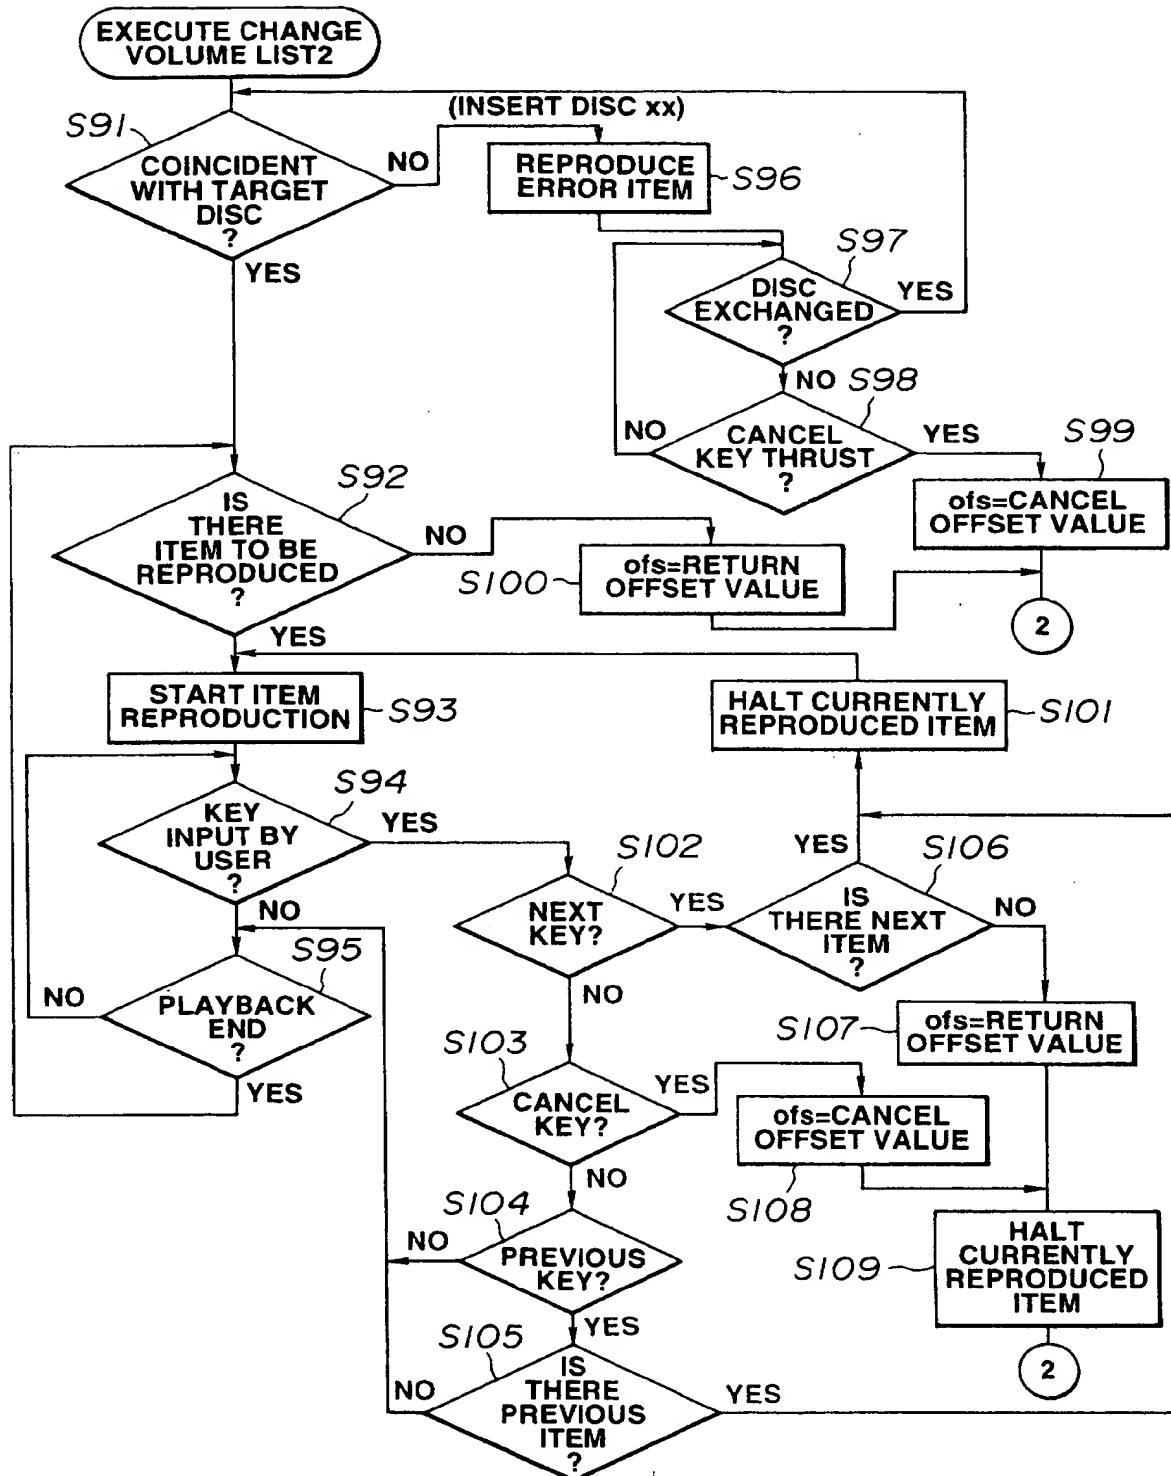 EXECUTE CHANGE
VOLUME LIST2
(INSERT DISC xx)
S91
COINCIDENT
WITH TARGET
DISC
?
NO
YES
REPRODUCE
ERROR ITEM
S96
S97
DISC
EXCHANGED
?
YES
NO
S98
CANCEL
KEY THRUST
?
NO
YES
S99
ofs=CANCEL
OFFSET VALUE
2
S92
IS
THERE
ITEM TO BE
REPRODUCED
?
NO
YES
S100
ofs=RETURN
OFFSET VALUE
START ITEM
REPRODUCTION
S93
HALT CURRENTLY
REPRODUCED ITEM
S101
S94
KEY
INPUT BY
USER
?
YES
NO
S95
PLAYBACK
END
?
NO
YES
S102
NEXT
KEY?
YES
NO
S106
IS
THERE NEXT
ITEM
?
YES
NO
S107
ofs=RETURN
OFFSET VALUE
S103
CANCEL
KEY?
YES
NO
ofs=CANCEL
OFFSET VALUE
S108
S104
PREVIOUS
KEY?
NO
YES
S109
HALT
CURRENTLY
REPRODUCED
ITEM
2
S105
IS
THERE
PREVIOUS
ITEM
?
NO
YES